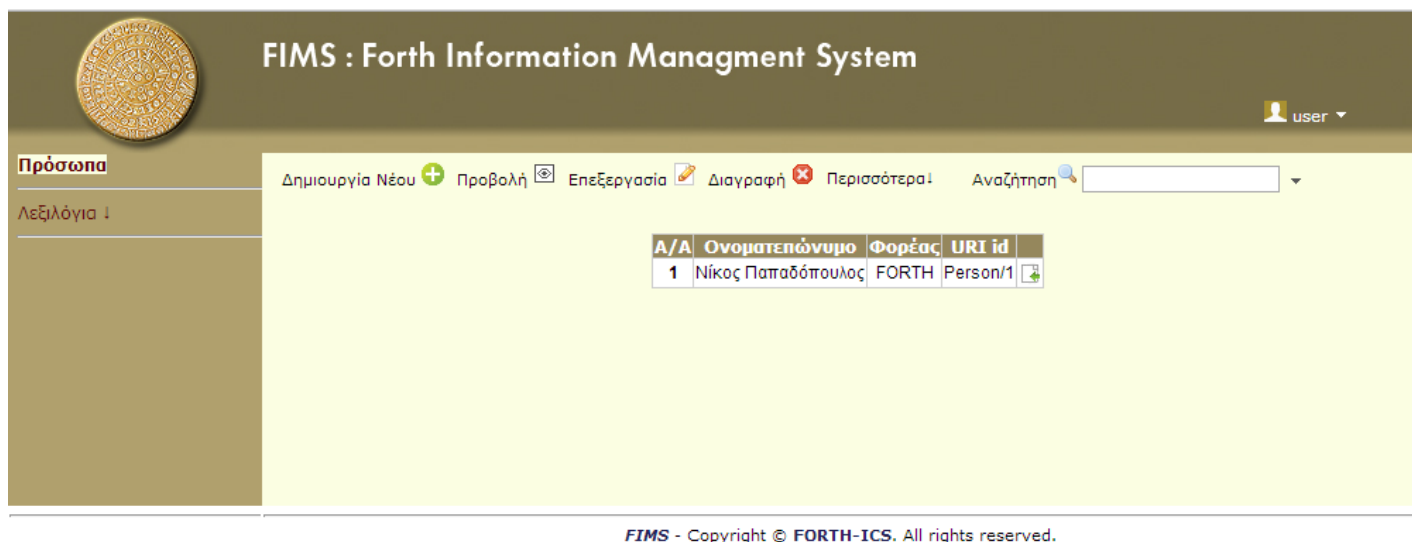 FIMS : Forth Information Managment System
user
Πρόσωπα
Λεξιλόγια ↓
Δημιουργία Νέου Προβολή Επεξεργασία Διαγραφή Περισσότερα↓ Αναζήτηση
Α/Α Ονοματεπώνυμο Φορέας URI id
1 Νίκος Παπαδόπουλος FORTH Person/1
FIMS - Copyright © FORTH-ICS. All rights reserved.